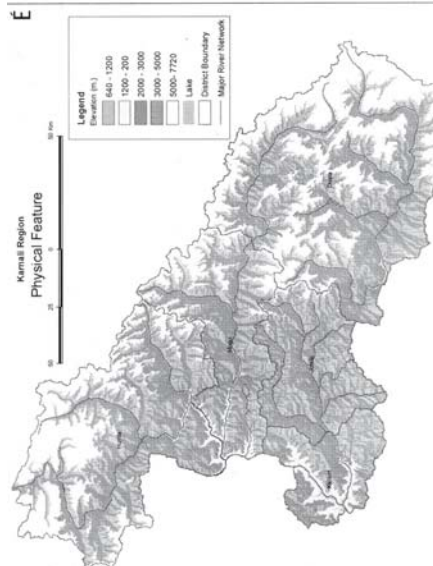 Karnali Region
Physical Feature
50 25 0 50 Km
Legend
Elevation (m.)
640 - 1200
1200 - 200
2000 - 3000
3000 - 5000
5000- 7720
Lake
District Boundary
Major River Network